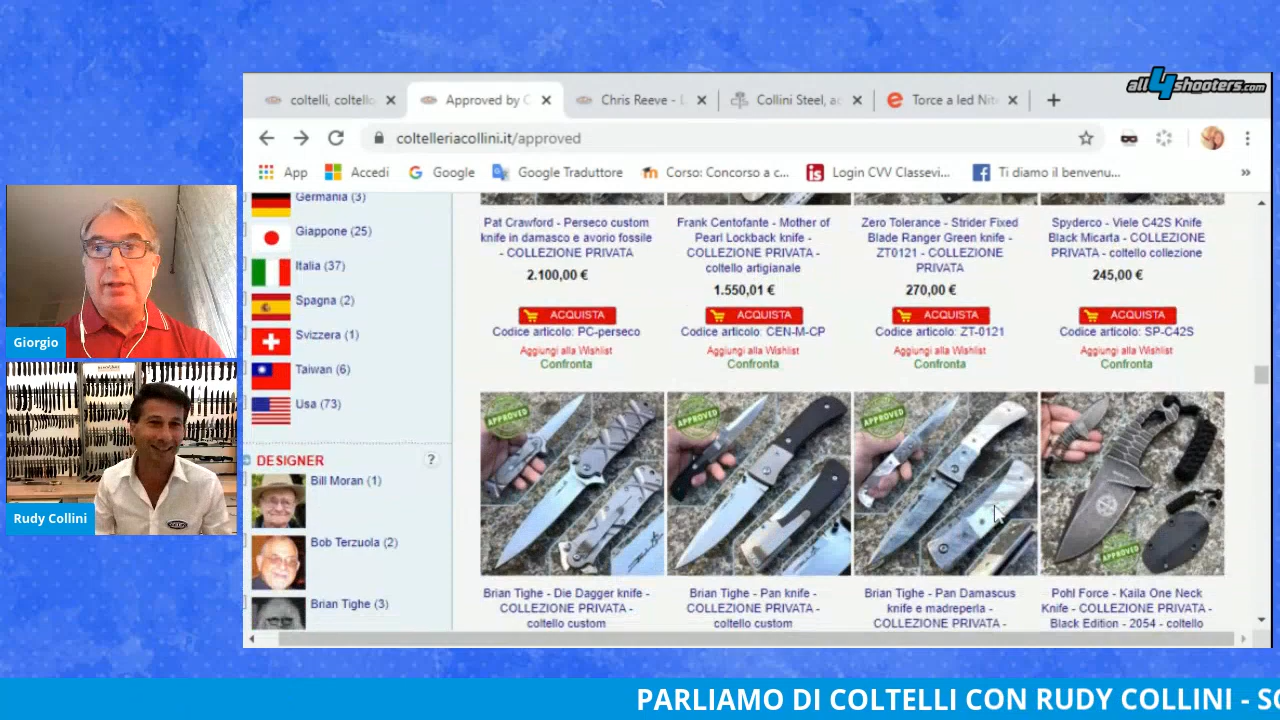 all4shooters.com
coltelli, coltello
Approved by C
Chris Reeve - L
Collini Steel, ac
Torce a led Nit
coltelleriacollini.it/approved
App
Accedi
Google
Google Traduttore
Corso: Concorso a c...
Login CVV Classevi...
Ti diamo il benvenu...
»
Germania (3)
Giappone (25)
Italia (37)
Spagna (2)
Svizzera (1)
Taiwan (6)
Usa (73)
DESIGNER
?
Bill Moran (1)
Bob Terzuola (2)
Brian Tighe (3)
Pat Crawford - Perseco custom
knife in damasco e avorio fossile
- COLLEZIONE PRIVATA
2.100,00 €
ACQUISTA
Codice articolo: PC-perseco
Aggiungi alla Wishlist
Confronta
Frank Centofante - Mother of
Pearl Lockback knife -
COLLEZIONE PRIVATA -
coltello artigianale
1.550,01 €
ACQUISTA
Codice articolo: CEN-M-CP
Aggiungi alla Wishlist
Confronta
Zero Tolerance - Strider Fixed
Blade Ranger Green knife -
ZT0121 - COLLEZIONE
PRIVATA
270,00 €
ACQUISTA
Codice articolo: ZT-0121
Aggiungi alla Wishlist
Confronta
Spyderco - Viele C42S Knife
Black Micarta - COLLEZIONE
PRIVATA - coltello collezione
245,00 €
ACQUISTA
Codice articolo: SP-C42S
Aggiungi alla Wishlist
Confronta
APPROVED
APPROVED
APPROVED
APPROVED
Brian Tighe - Die Dagger knife -
COLLEZIONE PRIVATA -
coltello custom
Brian Tighe - Pan knife -
COLLEZIONE PRIVATA -
coltello custom
Brian Tighe - Pan Damascus
knife e madreperla -
COLLEZIONE PRIVATA -
Pohl Force - Kaila One Neck
Knife - COLLEZIONE PRIVATA -
Black Edition - 2054 - coltello
Giorgio
Rudy Collini
PARLIAMO DI COLTELLI CON RUDY COLLINI - SC